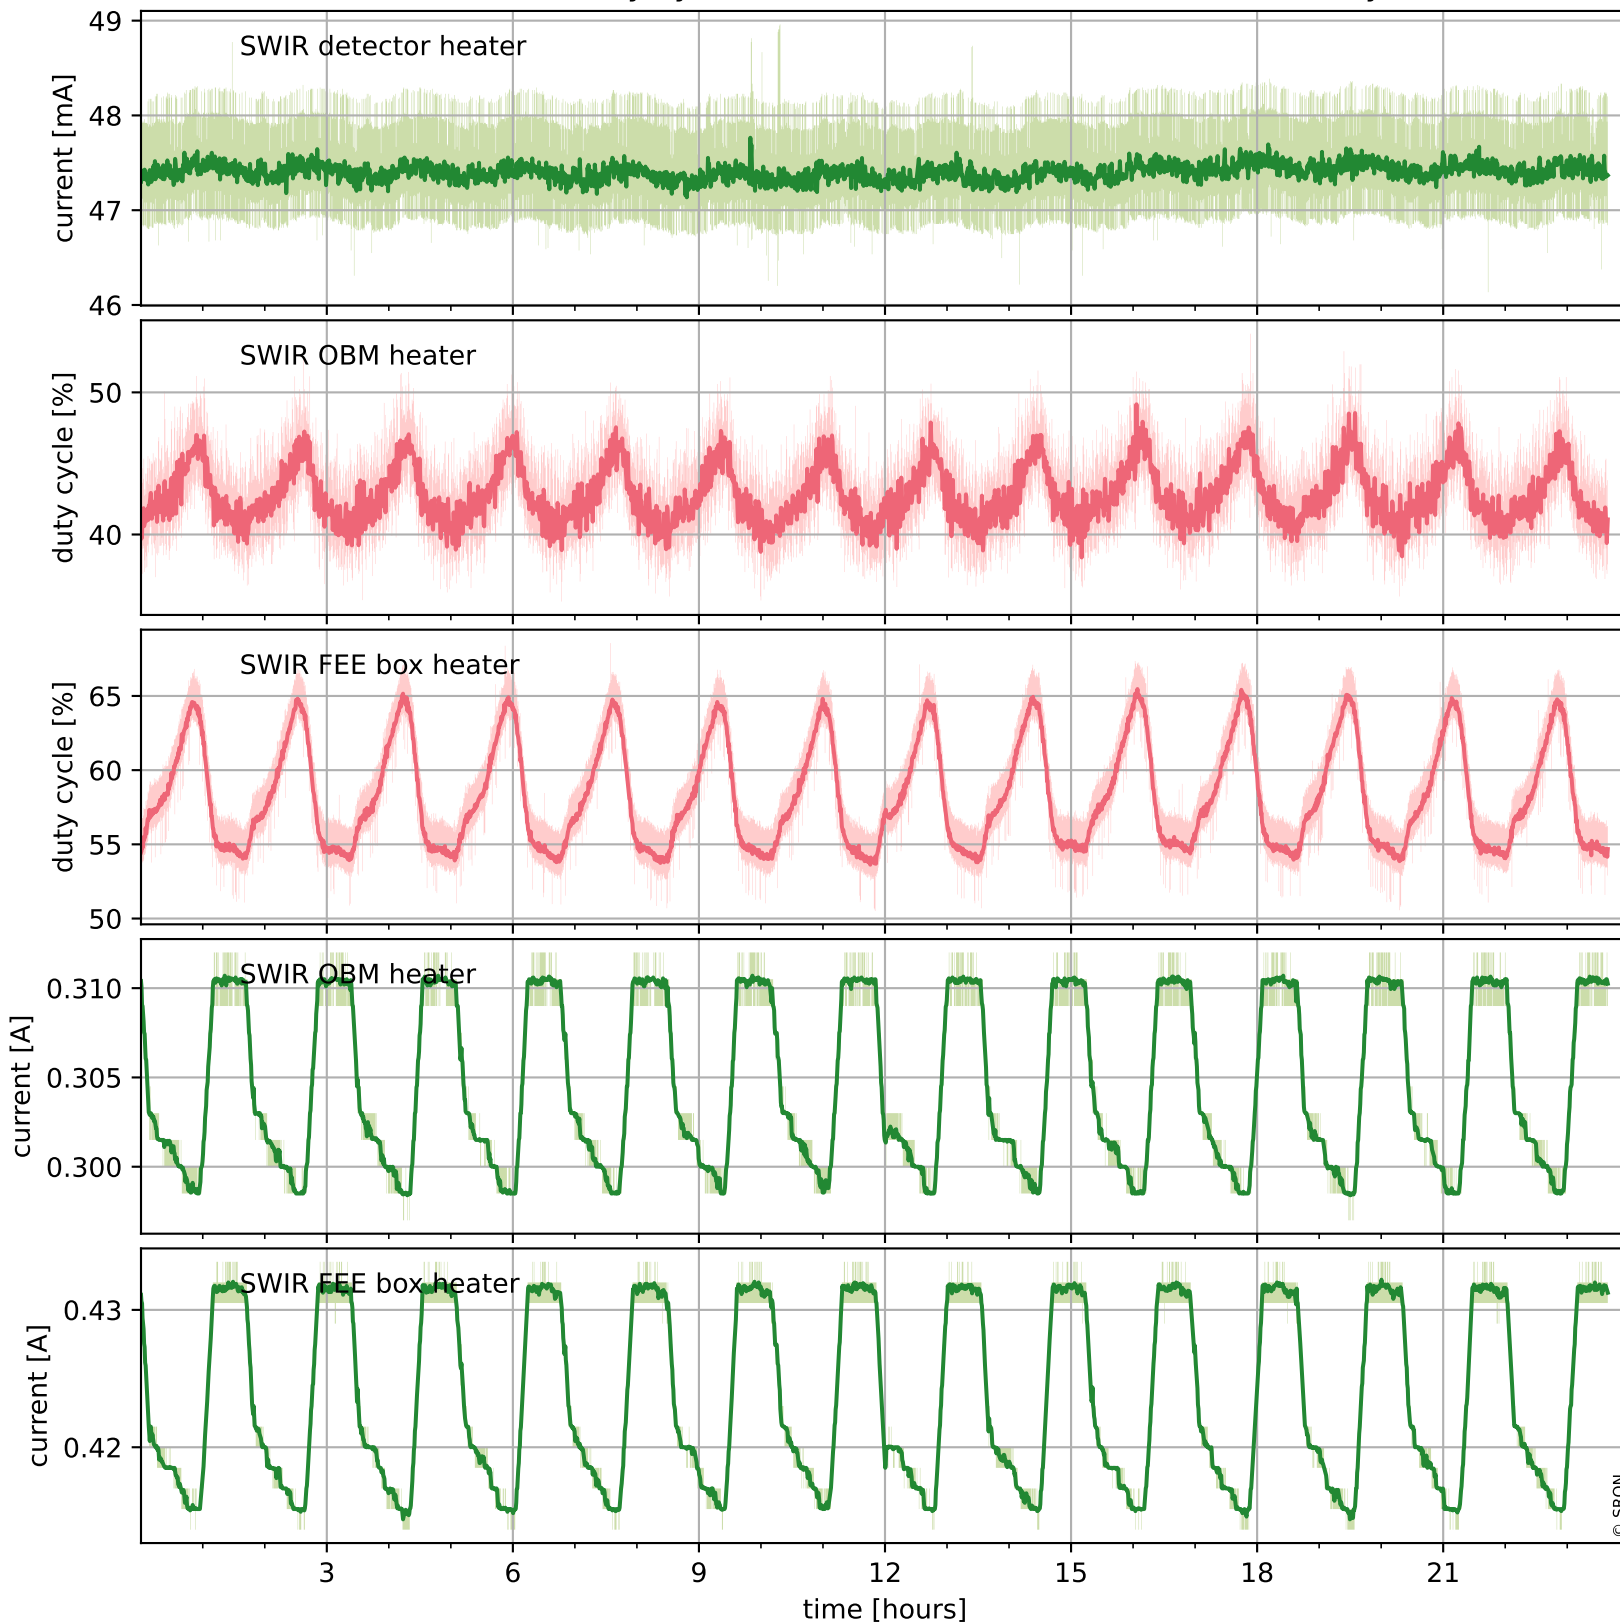 49
SWIR detector heater
48
47
46
current [mA]
SWIR OBM heater
50
40
duty cycle [%]
SWIR FEE box heater
65
60
55
50
duty cycle [%]
SWIR OBM heater
0.310
0.305
0.300
current [A]
SWIR FEE box heater
0.43
0.42
current [A]
3 6 9 12 15 18 21
time [hours]
© SRON